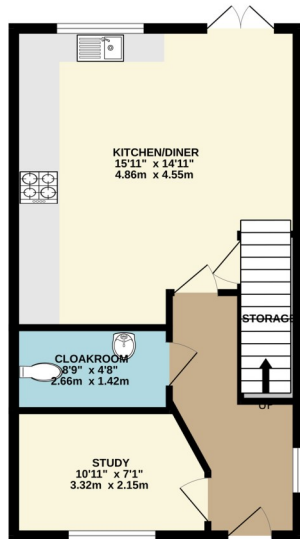 KITCHEN/DINER
15'11" x 14'11"
4.86m x 4.55m
STORAGE
UP
CLOAKROOM
8'9" x 4'8"
2.66m x 1.42m
STUDY
10'11" x 7'1"
3.32m x 2.15m